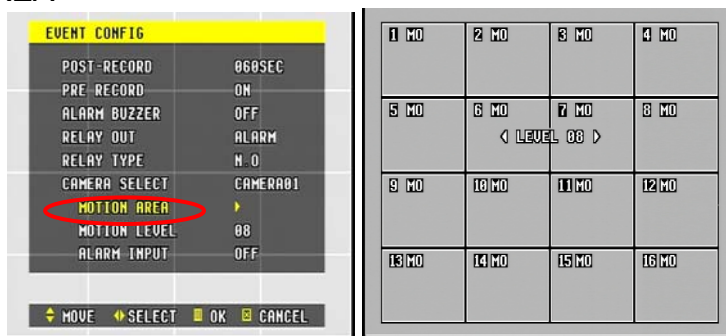 EVENT CONFIG
POST-RECORD 060SEC
PRE RECORD ON
ALARM BUZZER OFF
RELAY OUT ALARM
RELAY TYPE N.O
CAMERA SELECT CAMERA01
MOTION AREA
MOTION LEVEL 08
ALARM INPUT OFF
MOVE SELECT OK CANCEL
1 MO 2 MO 3 MO 4 MO
5 MO 6 MO 7 MO 8 MO
LEVEL 08
9 MO 10 MO 11 MO 12 MO
13 MO 14 MO 15 MO 16 MO